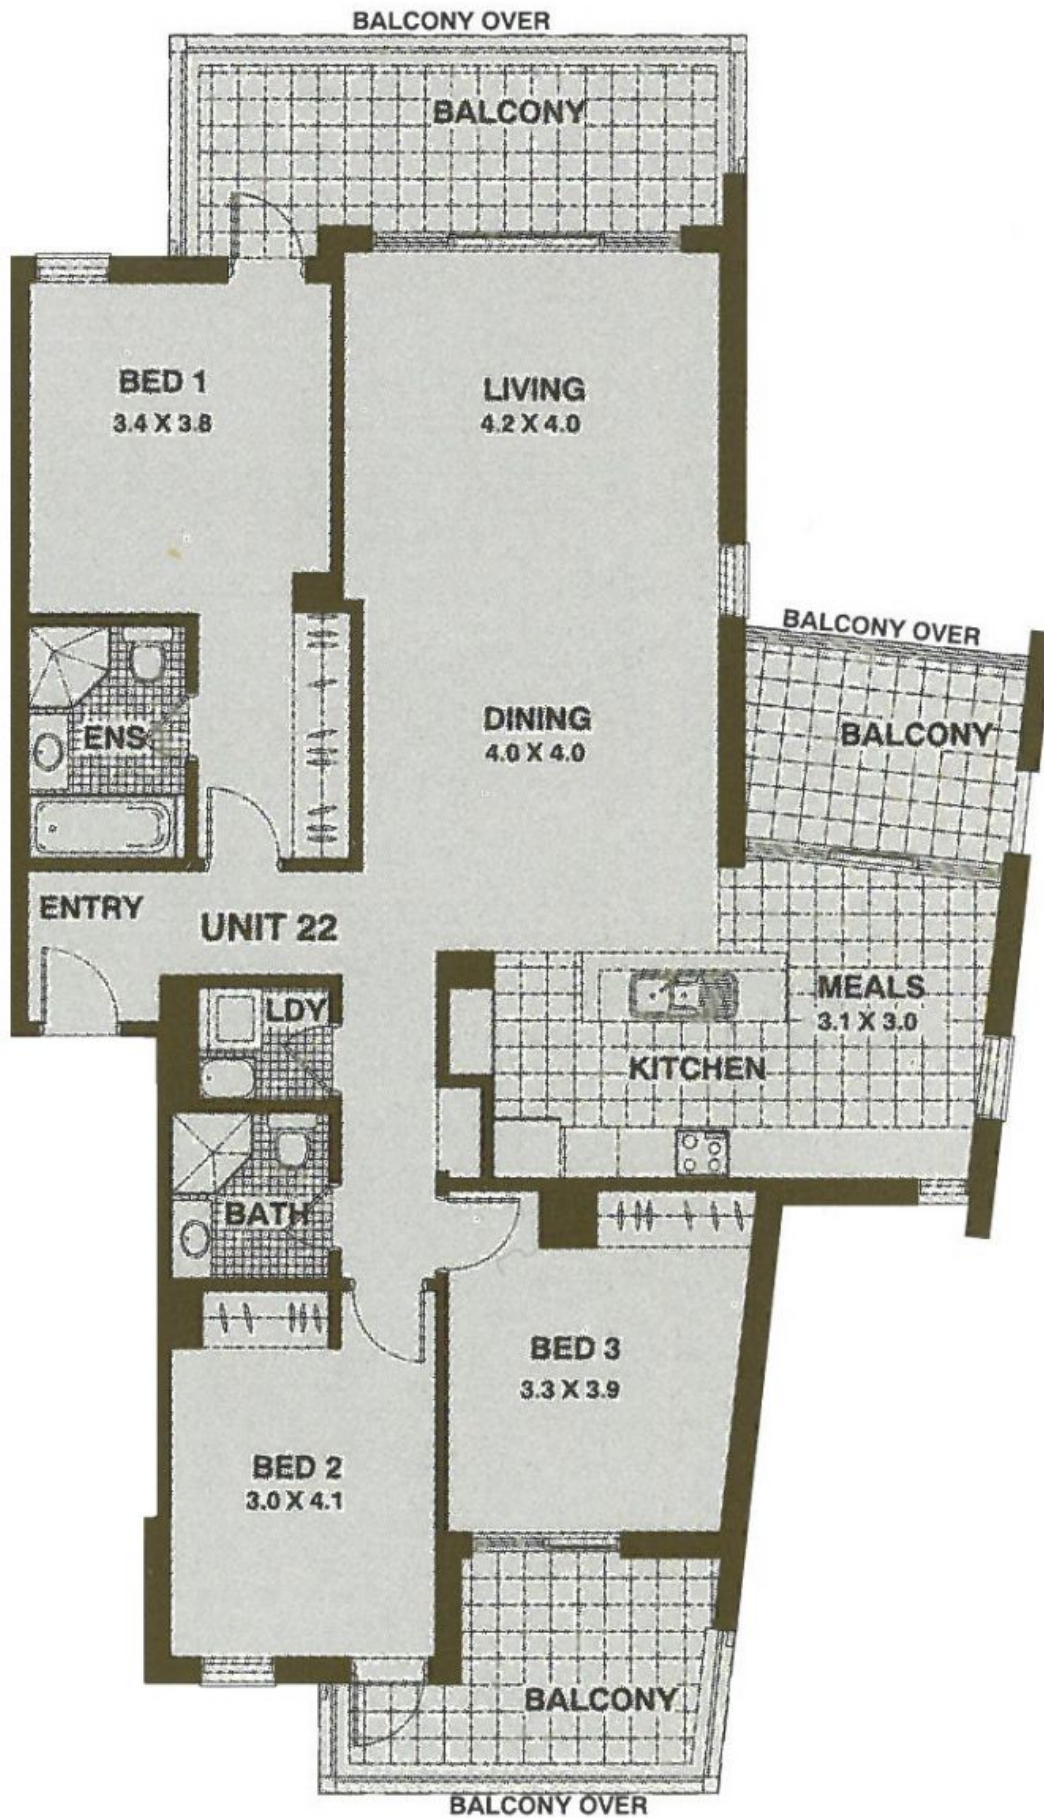 BALCONY OVER
BALCONY
BED 1
3.4 X 3.8
LIVING
4.2 X 4.0
BALCONY OVER
BALCONY
ENS
DINING
4.0 X 4.0
ENTRY
UNIT 22
LDY
MEALS
3.1 X 3.0
KITCHEN
BATH
BED 3
3.3 X 3.9
BED 2
3.0 X 4.1
BALCONY
BALCONY OVER